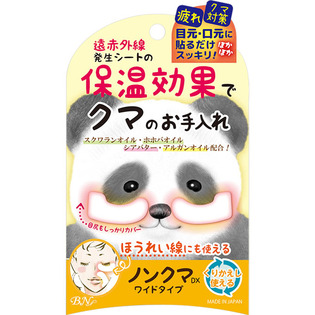 疲れ
クマ対策
目元・口元に
貼るだけ
スッキリ！
ぽかぽか
遠赤外線
発生シートの
保温効果で
クマのお手入れ
スクワランオイル・ホホバオイル
シアバター・アルガンオイル配合！
目尻もしっかりカバー
ほうれい線にも使える
ノンクマDX
ワイドタイプ
くりかえし
使える
BN
MADE IN JAPAN